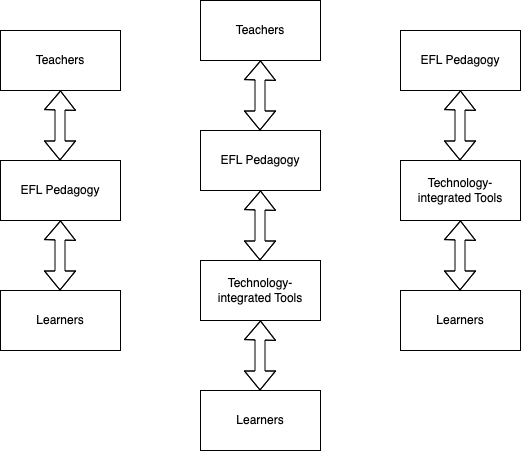 Teachers
EFL Pedagogy
Learners
Teachers
EFL Pedagogy
Technology-
integrated Tools
Learners
EFL Pedagogy
Technology-
integrated Tools
Learners